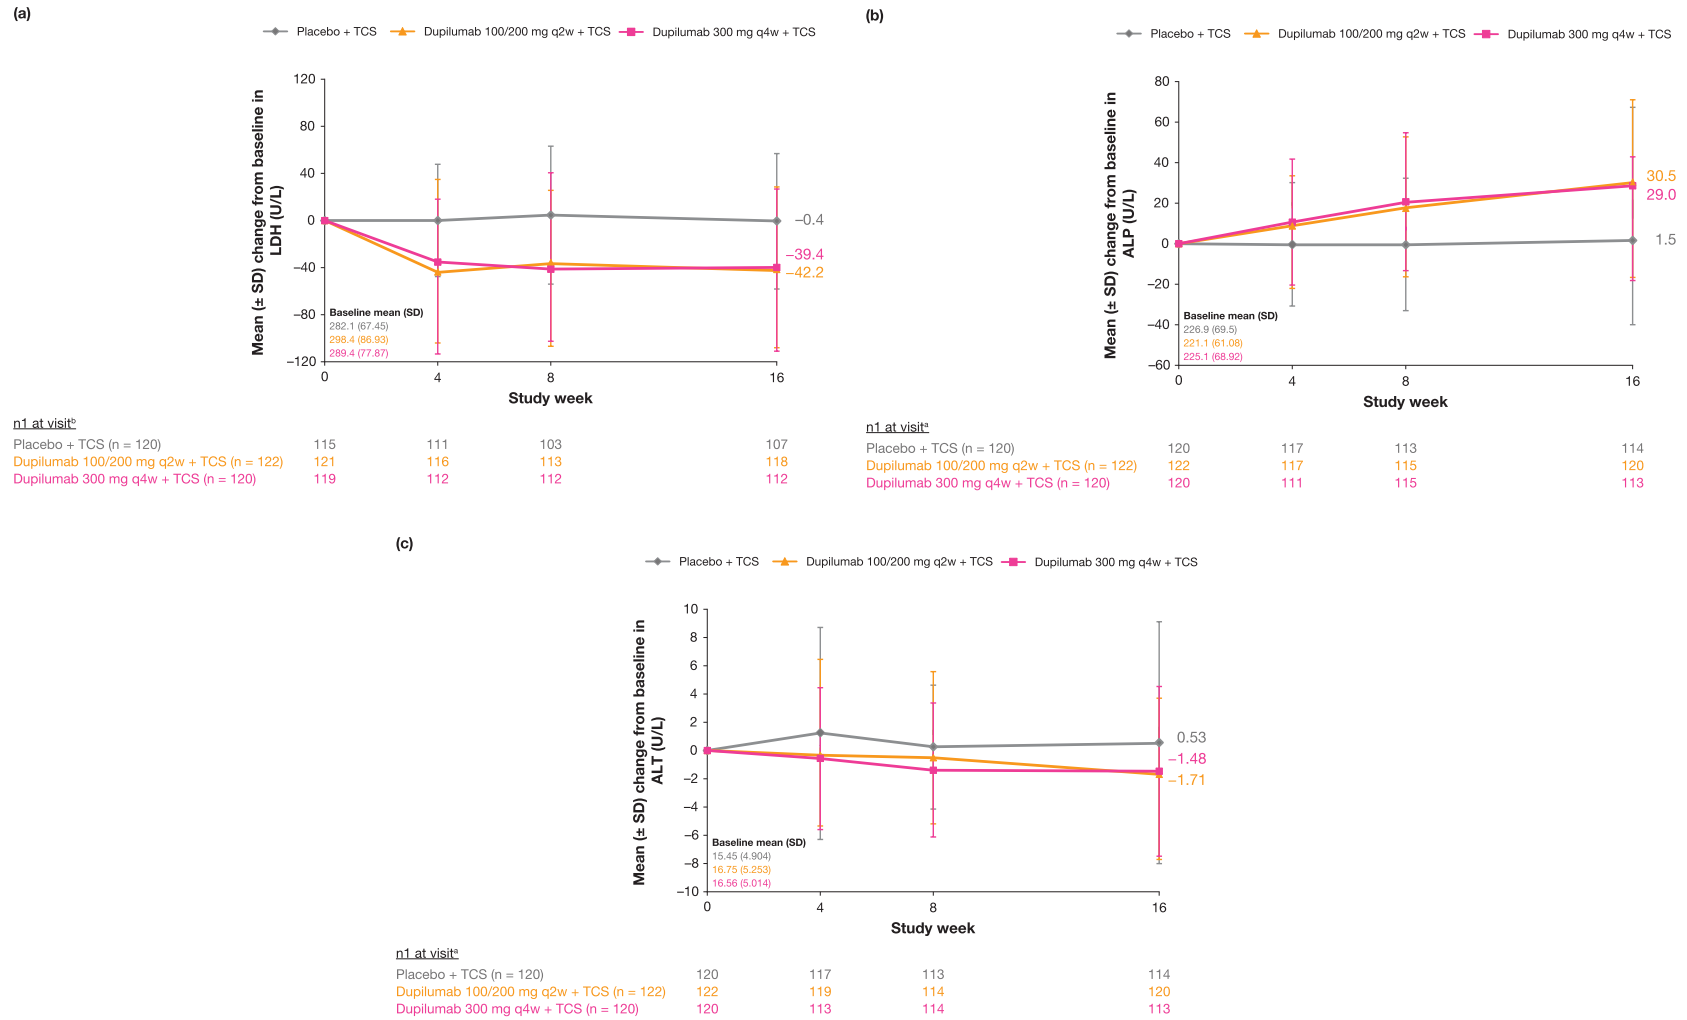 (a)
Placebo + TCS Dupilumab 100/200 mg q2w + TCS Dupilumab 300 mg q4w + TCS
Mean (± SD) change from baseline in
LDH (U/L)
120
80
40
0
−40
−80
−120
−0.4
−39.4
−42.2
Baseline mean (SD)
282.1 (67.45)
298.4 (86.93)
289.4 (77.87)
0 4 8 16
Study week
n1 at visitᵇ
Placebo + TCS (n = 120) 115 111 103 107
Dupilumab 100/200 mg q2w + TCS (n = 122) 121 116 113 118
Dupilumab 300 mg q4w + TCS (n = 120) 119 112 112 112
(b)
Placebo + TCS Dupilumab 100/200 mg q2w + TCS Dupilumab 300 mg q4w + TCS
Mean (± SD) change from baseline in
ALP (U/L)
80
60
40
20
0
−20
−40
−60
30.5
29.0
1.5
Baseline mean (SD)
226.9 (69.5)
221.1 (61.08)
225.1 (68.92)
0 4 8 16
Study week
n1 at visitᵃ
Placebo + TCS (n = 120) 120 117 113 114
Dupilumab 100/200 mg q2w + TCS (n = 122) 122 117 115 120
Dupilumab 300 mg q4w + TCS (n = 120) 120 111 115 113
(c)
Placebo + TCS Dupilumab 100/200 mg q2w + TCS Dupilumab 300 mg q4w + TCS
Mean (± SD) change from baseline in
ALT (U/L)
10
8
6
4
2
0
−2
−4
−6
−8
−10
0.53
−1.48
−1.71
Baseline mean (SD)
15.45 (4.904)
16.75 (5.253)
16.56 (5.014)
0 4 8 16
Study week
n1 at visitᵃ
Placebo + TCS (n = 120) 120 117 113 114
Dupilumab 100/200 mg q2w + TCS (n = 122) 122 119 114 120
Dupilumab 300 mg q4w + TCS (n = 120) 120 113 114 113